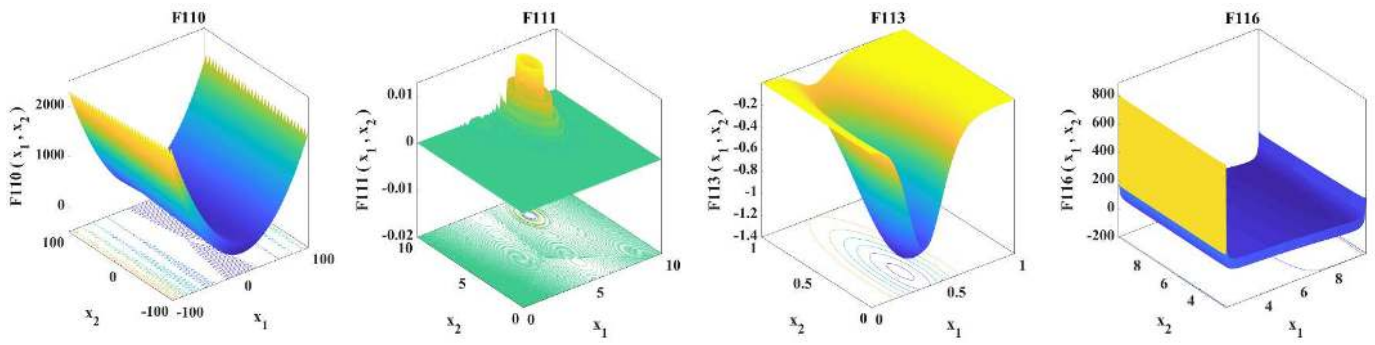 F110
F110 ( x1 , x2 )
2000
1000
0
100
0
-100
-100
0
100
x2
x1
F111
F111 ( x1 , x2 )
0.01
0
-0.01
-0.02
10
5
0
0
5
10
x2
x1
F113
F113 ( x1 , x2 )
-0.2
-0.4
-0.6
-0.8
-1
-1.2
-1.4
1
0.5
0
0
0.5
1
x2
x1
F116
F116 ( x1 , x2 )
800
600
400
200
0
-200
8
6
4
4
6
8
x2
x1